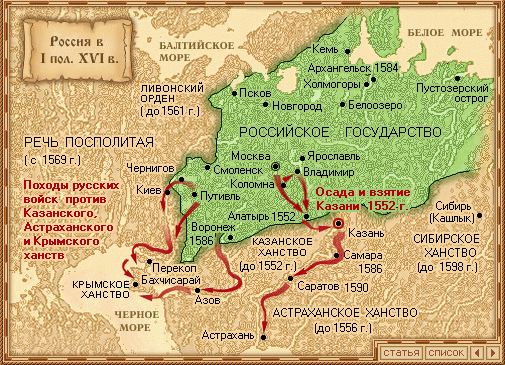 Россия в
I пол. XVI в.
БАЛТИЙСКОЕ
МОРЕ
БЕЛОЕ МОРЕ
Кемь
Архангельск 1584
Холмогоры
Пустозерский
острог
ЛИВОНСКИЙ
ОРДЕН
(до 1561 г.)
Псков
Новгород
Белоозеро
РОССИЙСКОЕ ГОСУДАРСТВО
РЕЧЬ ПОСПОЛИТАЯ
(с 1569 г.)
Москва
Ярославль
Смоленск
Владимир
Чернигов
Коломна
Киев
Путивль
Походы русских
войск против
Казанского,
Астраханского
и Крымского
ханств
Осада и взятие
Казани 1552 г.
Алатырь 1552
Воронеж
1586
Казань
Сибирь
(Кашлык)
КАЗАНСКОЕ
ХАНСТВО
(до 1552 г.)
СИБИРСКОЕ
ХАНСТВО
(до 1598 г.)
Самара
1586
Перекоп
Бахчисарай
КРЫМСКОЕ
ХАНСТВО
Саратов 1590
Азов
АСТРАХАНСКОЕ ХАНСТВО
(до 1556 г.)
ЧЕРНОЕ
МОРЕ
Астрахань
статья
список